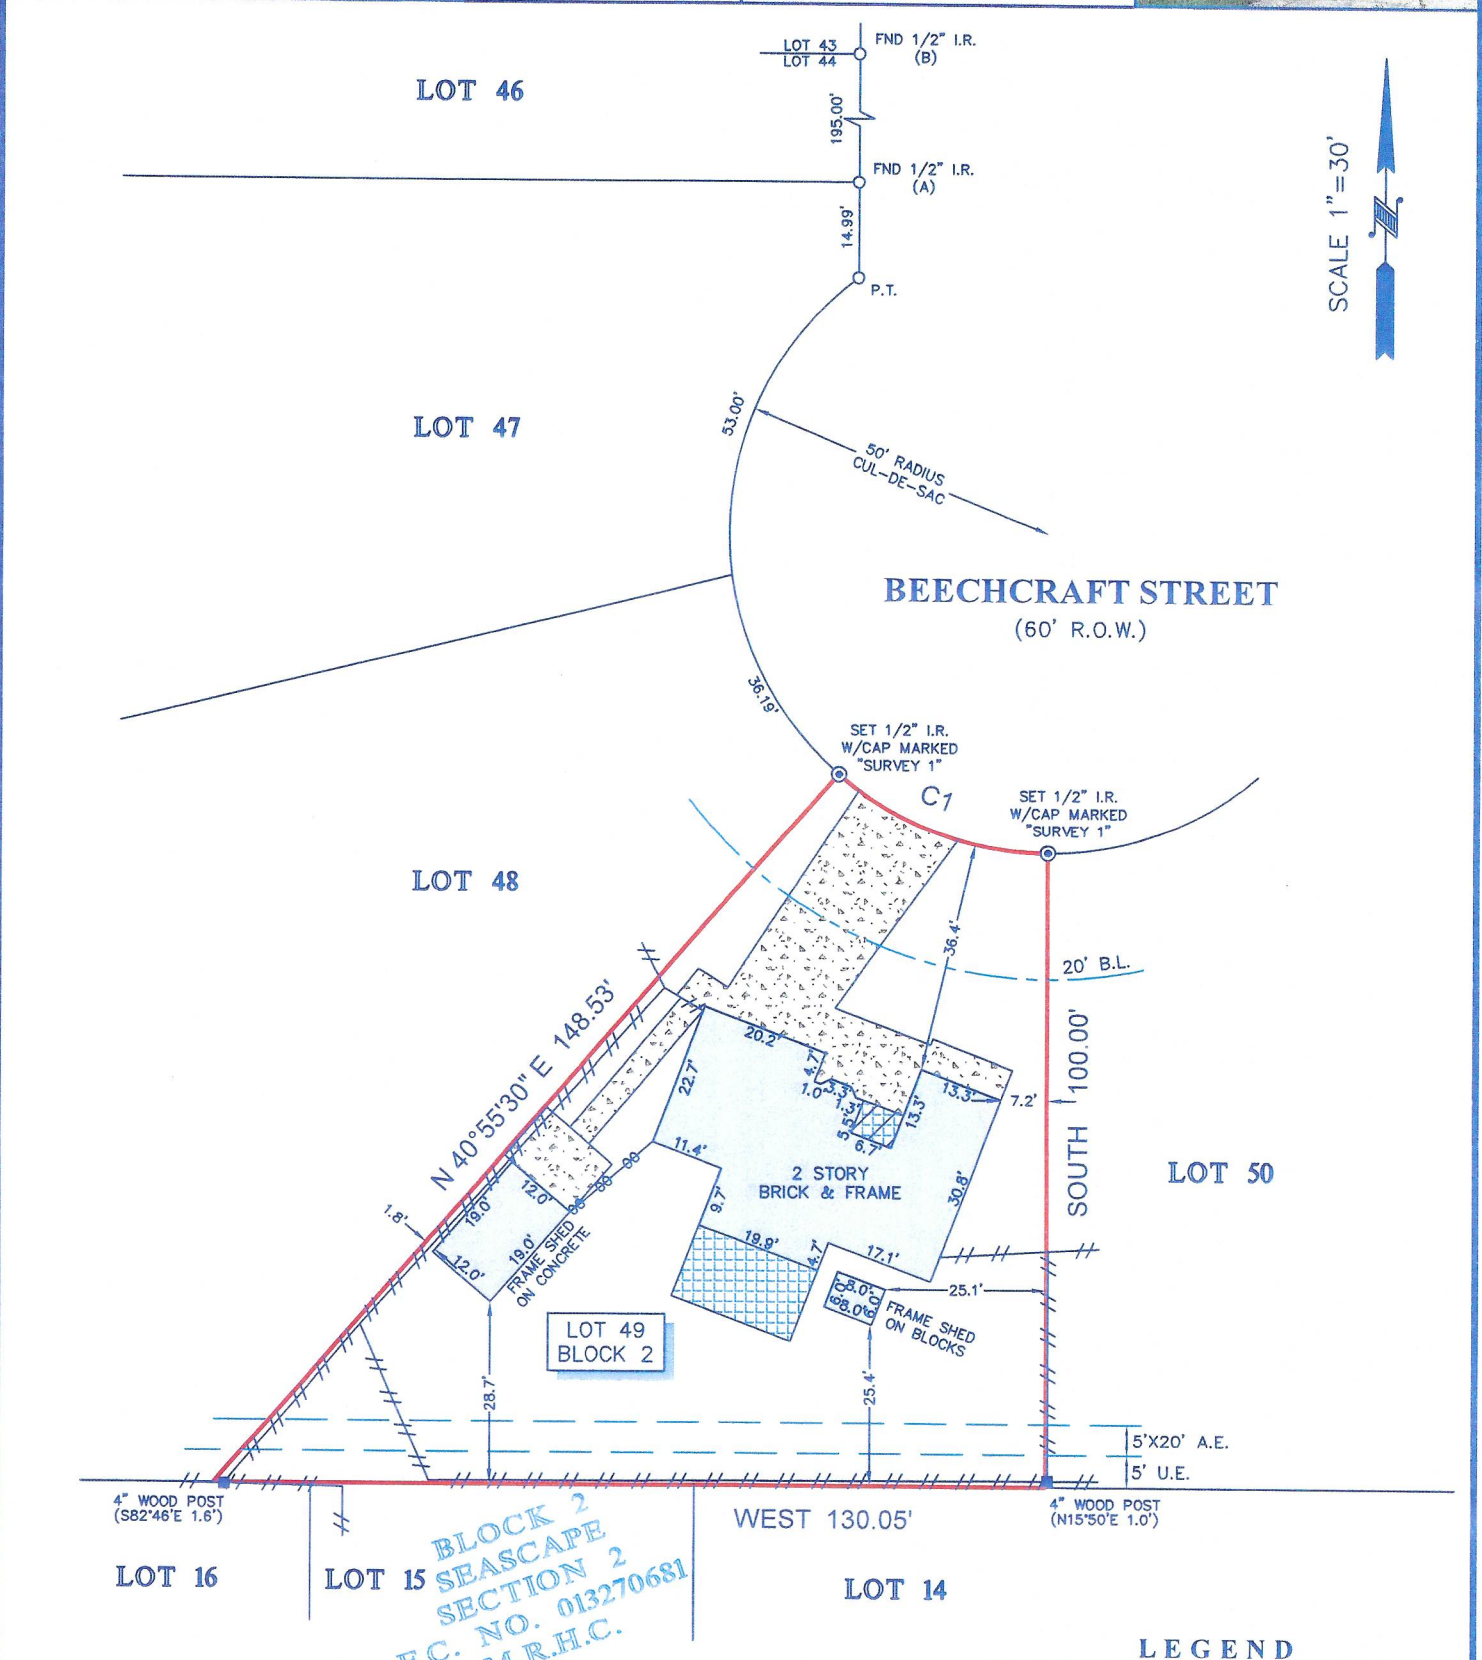 LOT 43
LOT 44
FND 1/2" I.R.
(B)
LOT 46
195.00'
SCALE 1"=30'
FND 1/2" I.R.
(A)
14.99'
P.T.
LOT 47
53.00'
50' RADIUS
CUL-DE-SAC
BEECHCRAFT STREET
(60' R.O.W.)
36.19'
SET 1/2" I.R.
W/CAP MARKED
"SURVEY 1"
C1
SET 1/2" I.R.
W/CAP MARKED
"SURVEY 1"
LOT 48
36.4'
20' B.L.
N 40°55'30" E 148.53'
SOUTH 100.00'
20.2'
4.7'
22.7'
1.0'
3.3'
1.3'
5.5'
6.7'
13.3'
13.3'
7.2'
11.4'
2 STORY
BRICK & FRAME
30.8'
LOT 50
9.7'
19.9'
4.7'
17.1'
1.8'
19.0'
12.0'
12.0'
19.0'
FRAME SHED
ON CONCRETE
6.0'
8.0'
8.0'
6.0'
25.1'
FRAME SHED
ON BLOCKS
LOT 49
BLOCK 2
28.7'
25.4'
5'X20' A.E.
5' U.E.
4" WOOD POST
(S82°46'E 1.6')
WEST 130.05'
4" WOOD POST
(N15°50'E 1.0')
LOT 16
LOT 15
LOT 14
BLOCK 2
SEASCAPE
SECTION 2
F.C. NO. 013270681
M.R.H.C.
LEGEND